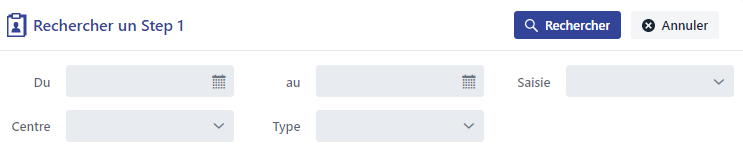 Rechercher un Step 1 Rechercher Annuler
Du au Saisie
Centre Type